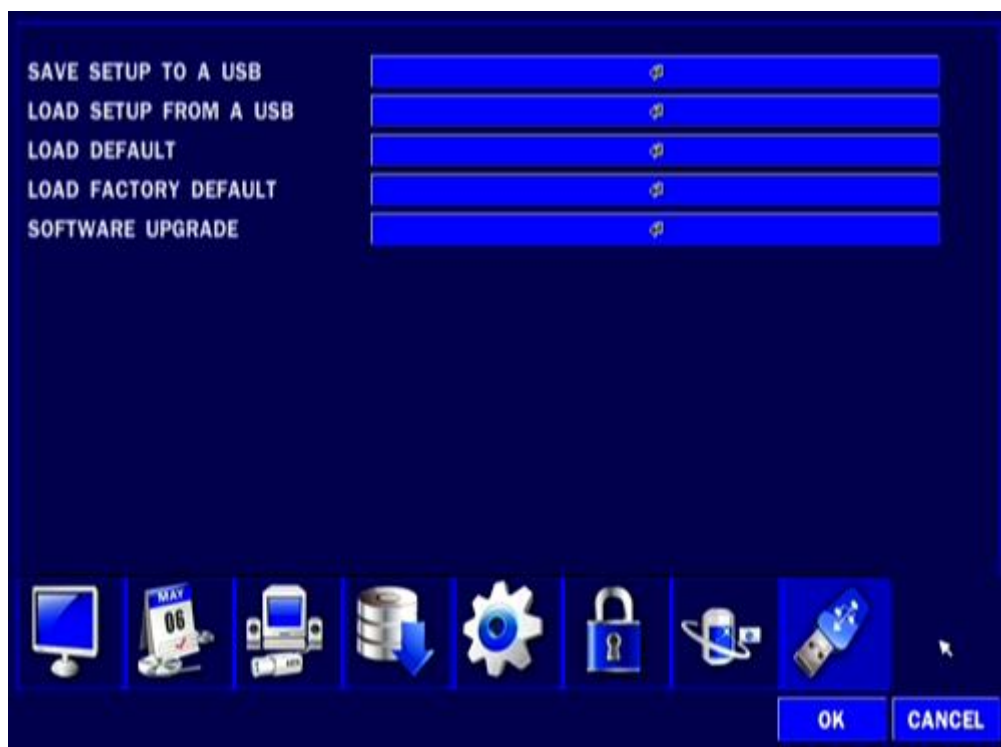 SAVE SETUP TO A USB
LOAD SETUP FROM A USB
LOAD DEFAULT
LOAD FACTORY DEFAULT
SOFTWARE UPGRADE
MAY
06
OK
CANCEL